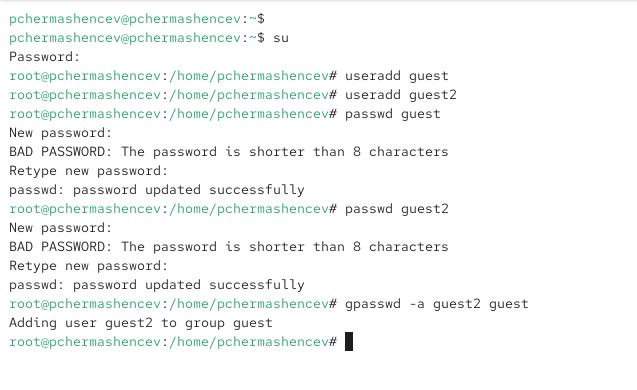 pchermashencev@pchermashencev:~$
pchermashencev@pchermashencev:~$ su
Password:
root@pchermashencev:/home/pchermashencev# useradd guest
root@pchermashencev:/home/pchermashencev# useradd guest2
root@pchermashencev:/home/pchermashencev# passwd guest
New password:
BAD PASSWORD: The password is shorter than 8 characters
Retype new password:
passwd: password updated successfully
root@pchermashencev:/home/pchermashencev# passwd guest2
New password:
BAD PASSWORD: The password is shorter than 8 characters
Retype new password:
passwd: password updated successfully
root@pchermashencev:/home/pchermashencev# gpasswd -a guest2 guest
Adding user guest2 to group guest
root@pchermashencev:/home/pchermashencev#